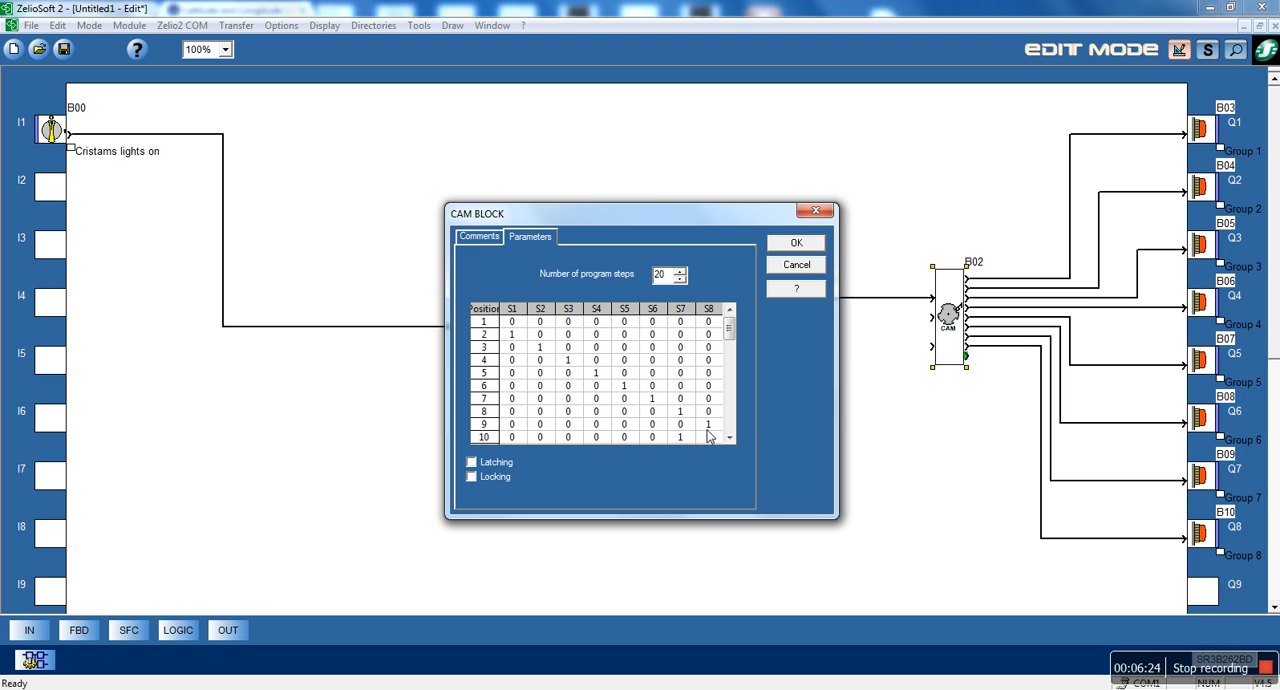 ZelioSoft 2 - [Untitled1 - Edit*]
File Edit Mode Module Zelio2 COM Transfer Options Display Directories Tools Draw Window ?
? 100% EDIT MODE S
B00
I1
Cristams lights on
I2
I3
I4
I5
I6
I7
I8
I9
CAM BLOCK
Comments Parameters
OK
Cancel
?
Number of program steps 20
Position S1 S2 S3 S4 S5 S6 S7 S8
1 0 0 0 0 0 0 0 0
2 1 0 0 0 0 0 0 0
3 0 1 0 0 0 0 0 0
4 0 0 1 0 0 0 0 0
5 0 0 0 1 0 0 0 0
6 0 0 0 0 1 0 0 0
7 0 0 0 0 0 1 0 0
8 0 0 0 0 0 0 1 0
9 0 0 0 0 0 0 0 1
10 0 0 0 0 0 0 1 0
Latching
Locking
B02
CAM
B03
Q1
Group 1
B04
Q2
Group 2
B05
Q3
Group 3
B06
Q4
Group 4
B07
Q5
Group 5
B08
Q6
Group 6
B09
Q7
Group 7
B10
Q8
Group 8
Q9
IN FBD SFC LOGIC OUT
SR3B262BD
00:06:24 Stop recording
Ready COM1 NUM V4.5